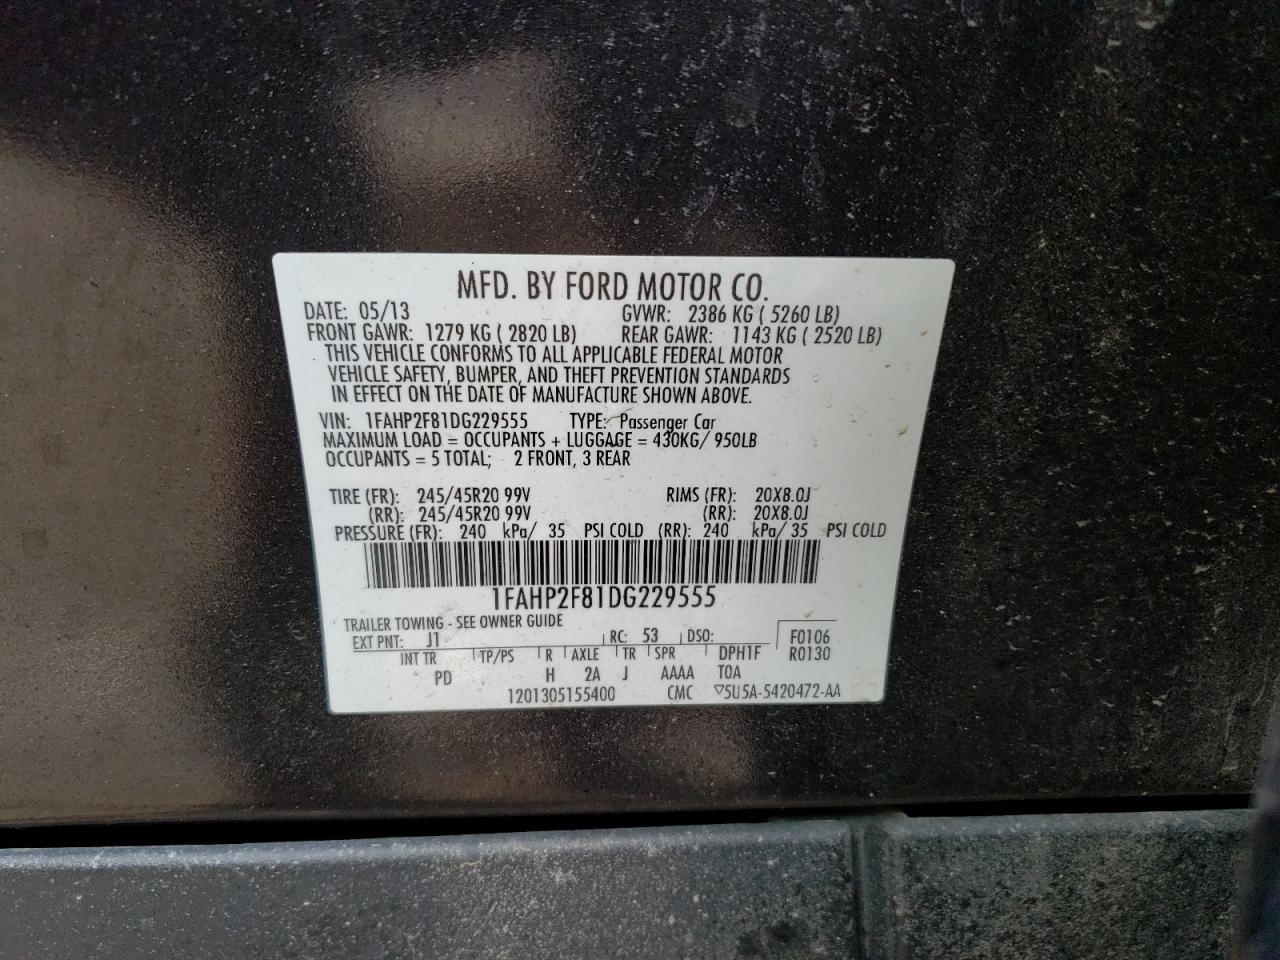 MFD. BY FORD MOTOR CO.
DATE: 05/13 GVWR: 2386 KG ( 5260 LB)
FRONT GAWR: 1279 KG ( 2820 LB) REAR GAWR: 1143 KG ( 2520 LB)
THIS VEHICLE CONFORMS TO ALL APPLICABLE FEDERAL MOTOR
VEHICLE SAFETY, BUMPER, AND THEFT PREVENTION STANDARDS
IN EFFECT ON THE DATE OF MANUFACTURE SHOWN ABOVE.
VIN: 1FAHP2F81DG229555 TYPE: Passenger Car
MAXIMUM LOAD = OCCUPANTS + LUGGAGE = 430KG/ 950LB
OCCUPANTS = 5 TOTAL; 2 FRONT, 3 REAR
TIRE (FR): 245/45R20 99V RIMS (FR): 20X8.0J
(RR): 245/45R20 99V (RR): 20X8.0J
PRESSURE (FR): 240 kPa/ 35 PSI COLD (RR): 240 kPa/ 35 PSI COLD
1FAHP2F81DG229555
TRAILER TOWING - SEE OWNER GUIDE
EXT PNT: J1 RC: 53 DSO: F0106
INT TR TP/PS R AXLE TR SPR DPH1F R0130
PD H 2A J AAAA T0A
1201305155400 CMC ▽5U5A-5420472-AA